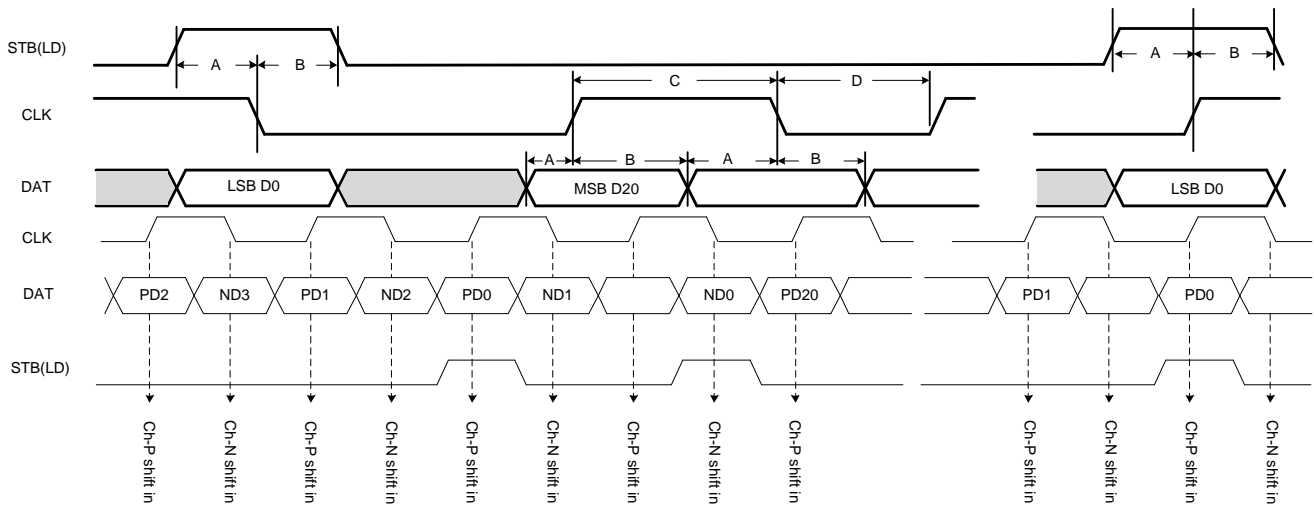 STB(LD)
A B C D A B
CLK
A B A B
DAT LSB D0 MSB D20 LSB D0
CLK
DAT PD2 ND3 PD1 ND2 PD0 ND1 ND0 PD20 PD1 PD0
STB(LD)
Ch-P shift in
Ch-N shift in
Ch-P shift in
Ch-N shift in
Ch-P shift in
Ch-N shift in
Ch-P shift in
Ch-N shift in
Ch-P shift in
Ch-P shift in
Ch-N shift in
Ch-P shift in
Ch-N shift in